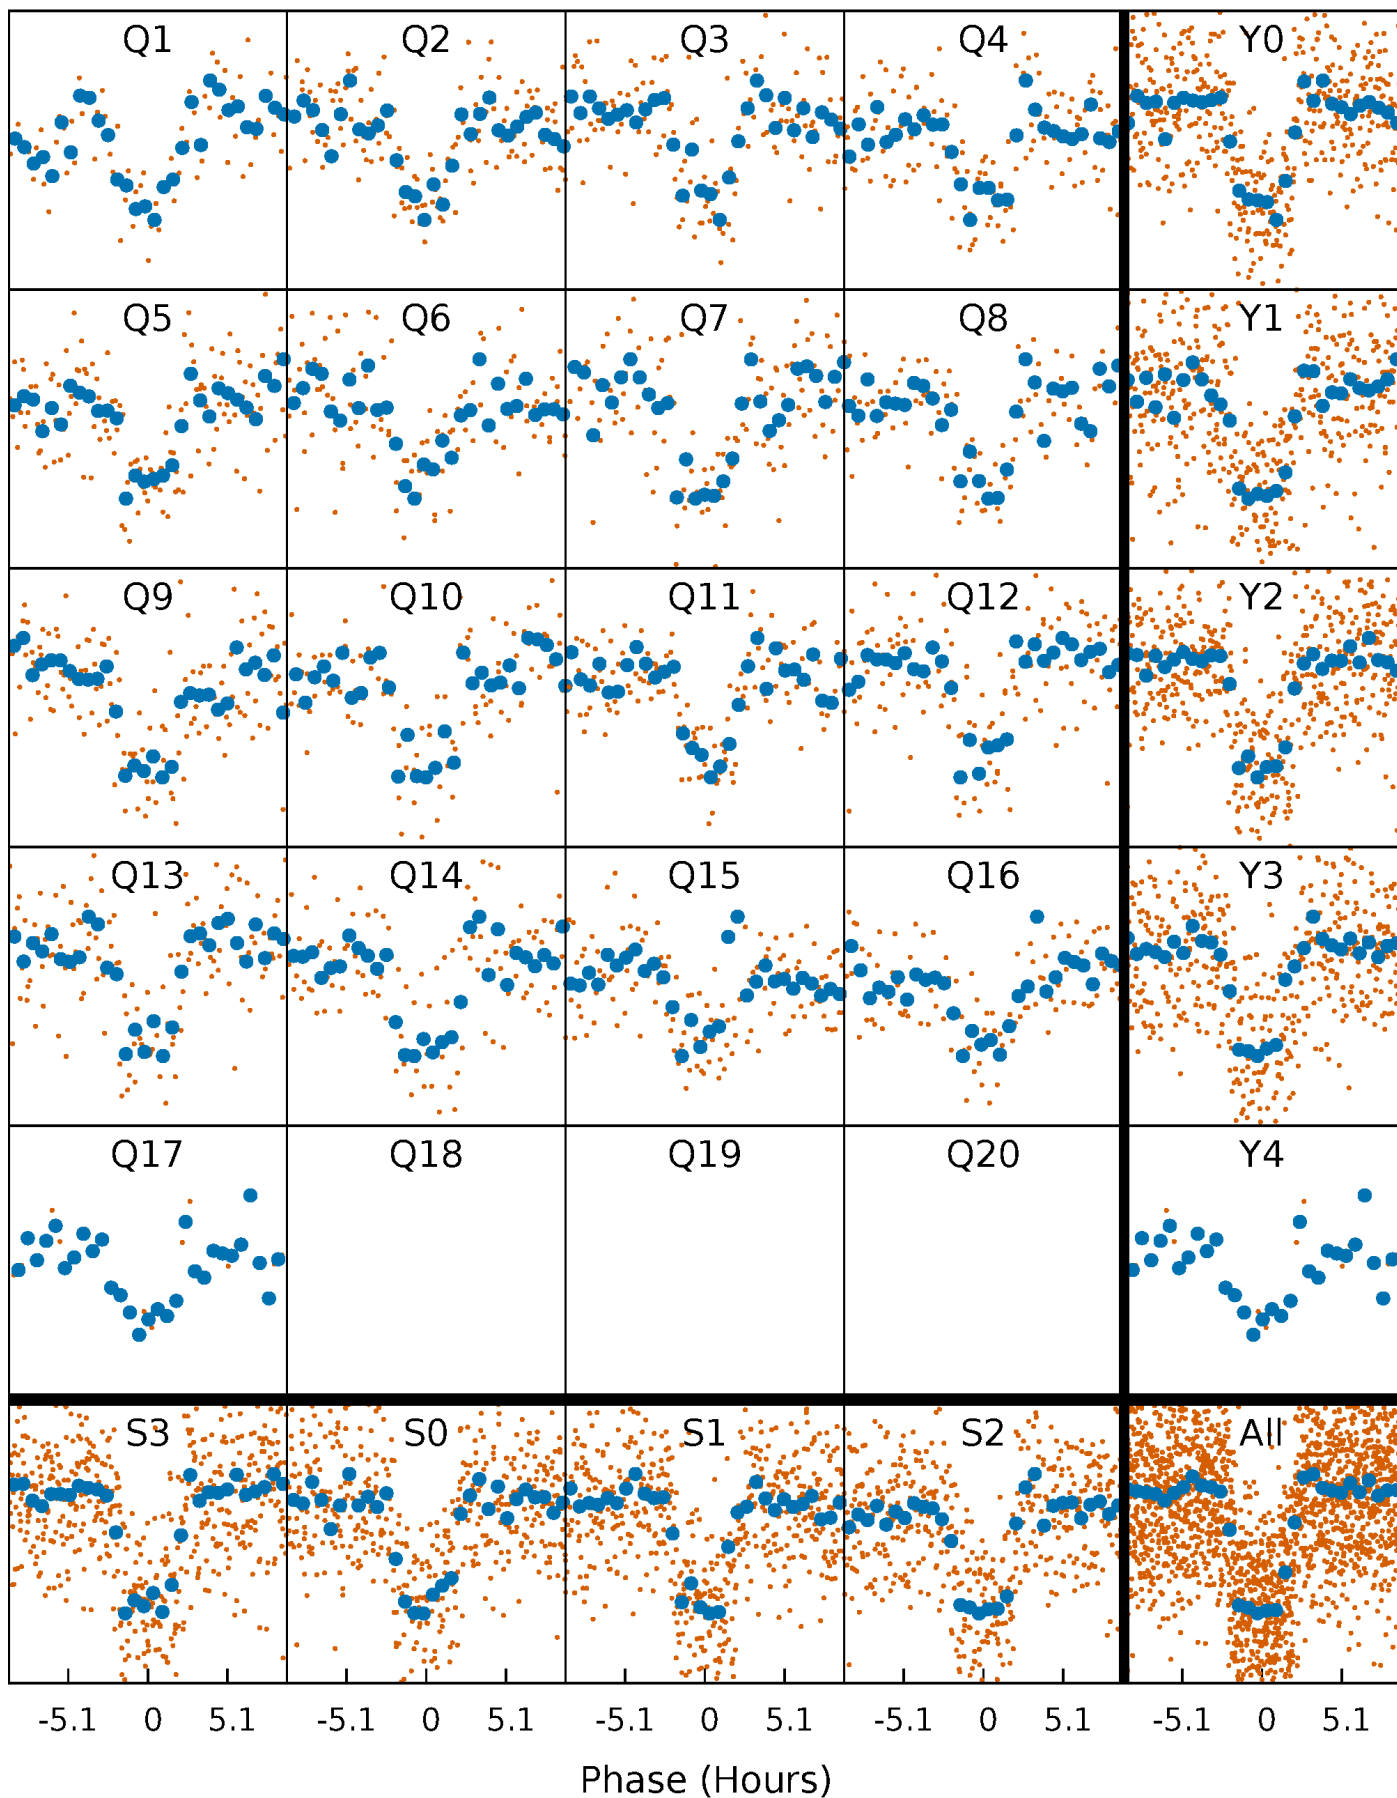 Q1 Q2 Q3 Q4 Y0
Q5 Q6 Q7 Q8 Y1
Q9 Q10 Q11 Q12 Y2
Q13 Q14 Q15 Q16 Y3
Q17 Q18 Q19 Q20 Y4
S3 S0 S1 S2 All
-5.1 0 5.1 -5.1 0 5.1 -5.1 0 5.1 -5.1 0 5.1 -5.1 0 5.1
Phase (Hours)